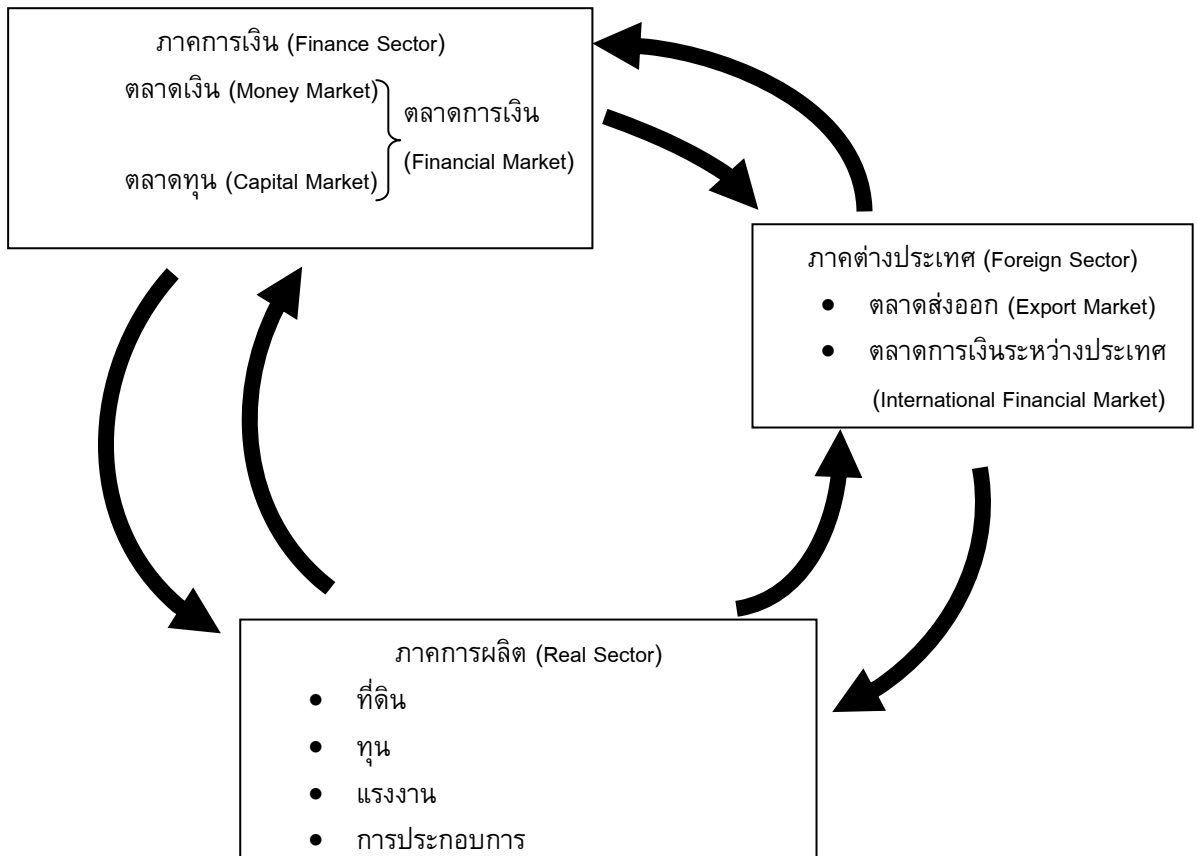 ภาคการเงิน (Finance Sector)
ตลาดเงิน (Money Market)
ตลาดการเงิน
(Financial Market)
ตลาดทุน (Capital Market)
ภาคต่างประเทศ (Foreign Sector)
• ตลาดส่งออก (Export Market)
• ตลาดการเงินระหว่างประเทศ
(International Financial Market)
ภาคการผลิต (Real Sector)
• ที่ดิน
• ทุน
• แรงงาน
• การประกอบการ